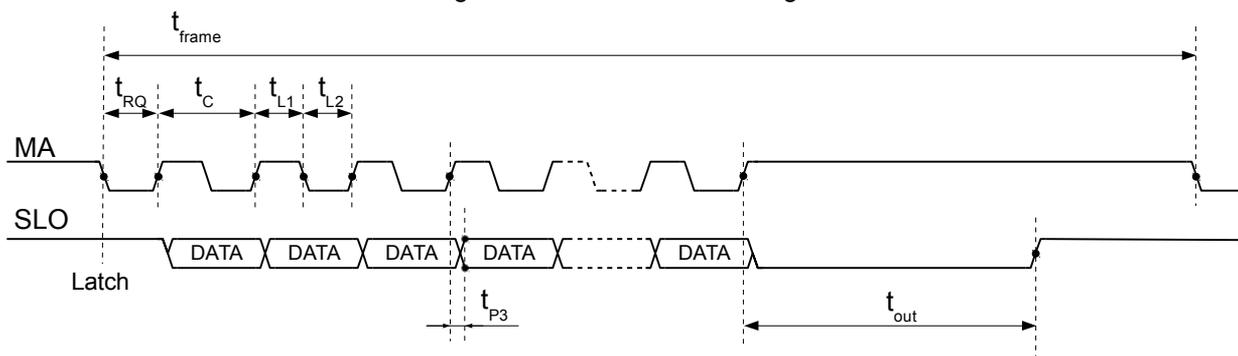 t_frame
t_RQ t_C t_L1 t_L2
MA
SLO
DATA DATA DATA DATA DATA
Latch
t_P3 t_out